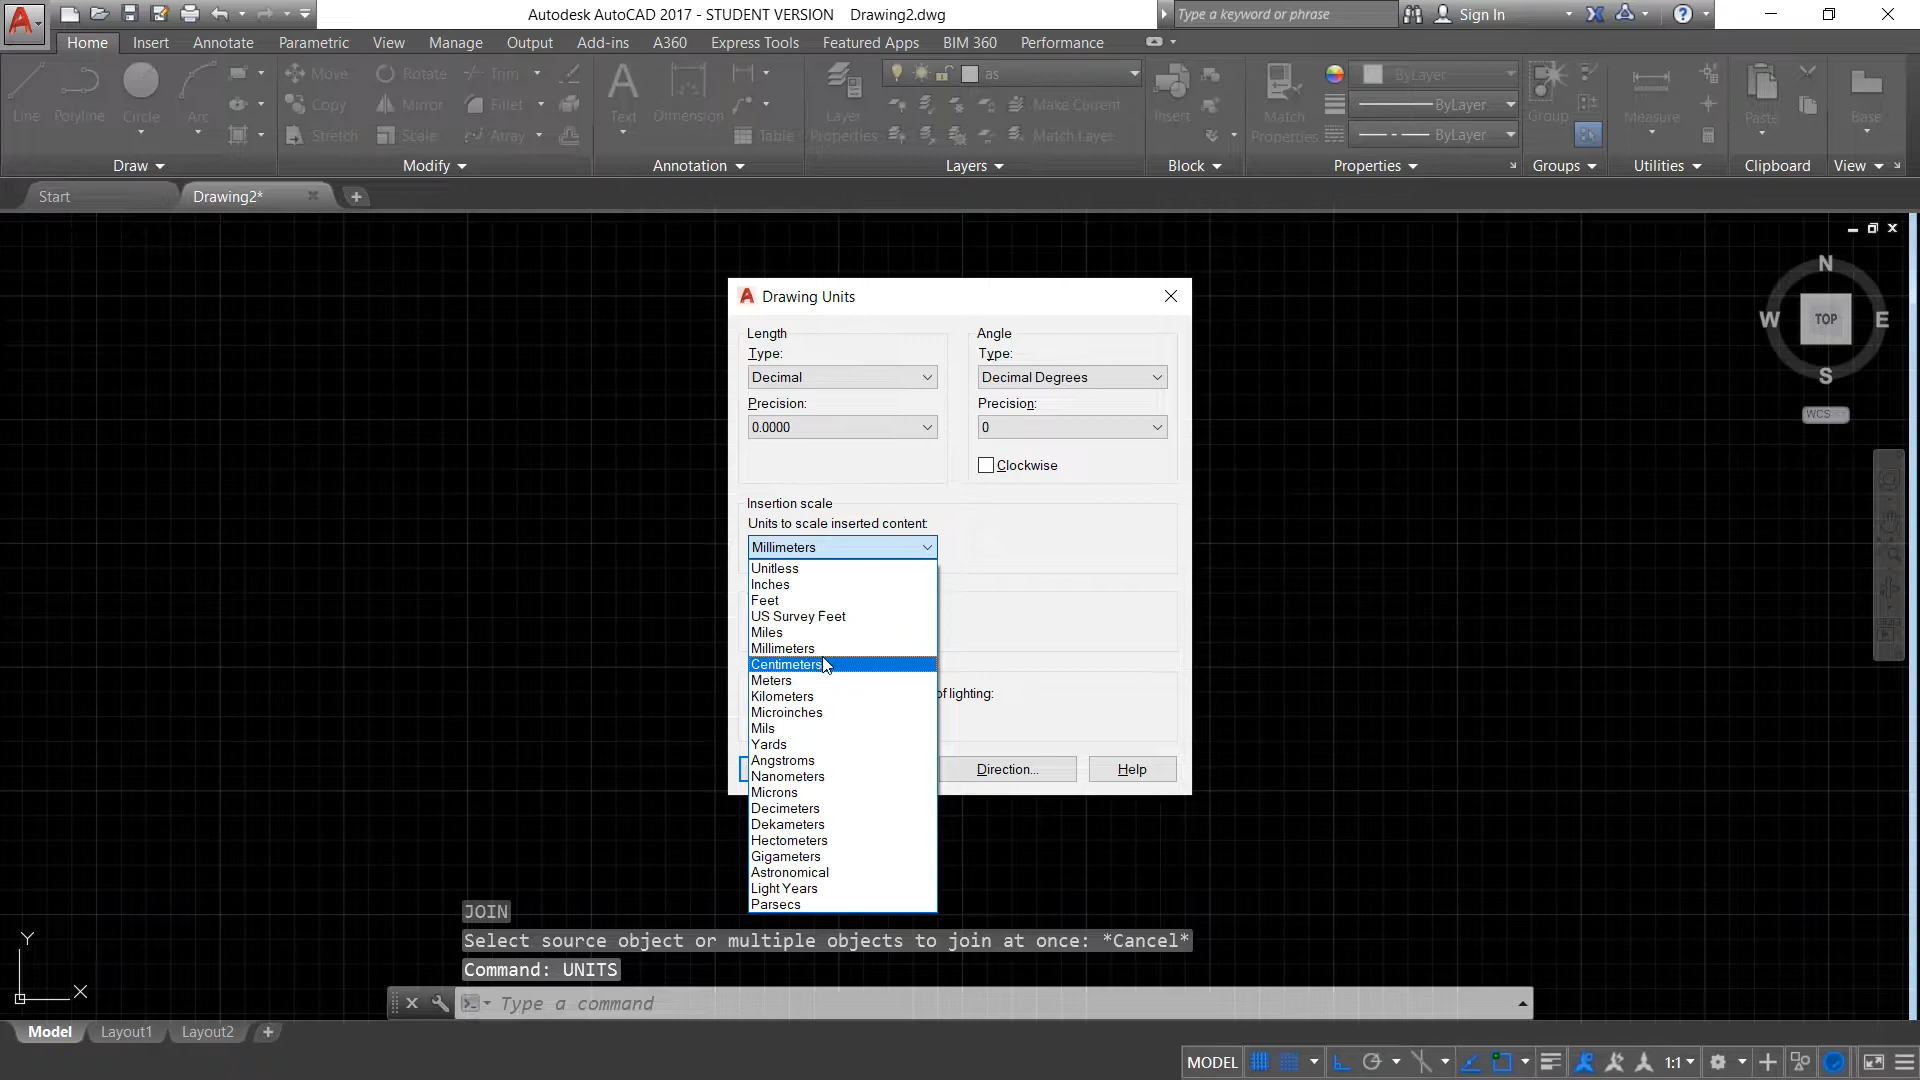 Autodesk AutoCAD 2017 - STUDENT VERSION Drawing2.dwg
Type a keyword or phrase
Sign In
Home Insert Annotate Parametric View Manage Output Add-ins A360 Express Tools Featured Apps BIM 360 Performance
Line Polyline Circle Arc
Move Rotate Trim
Copy Mirror Fillet
Stretch Scale Array
Text Dimension Table
Layer Properties
as
Make Current
Match Layer
Insert
Match Properties
ByLayer
ByLayer
ByLayer
Group
Measure
Paste
Base
Draw Modify Annotation Layers Block Properties Groups Utilities Clipboard View
Start Drawing2*
N
W TOP E
S
WCS
Drawing Units
Length
Type:
Decimal
Precision:
0.0000
Angle
Type:
Decimal Degrees
Precision:
0
Clockwise
Insertion scale
Units to scale inserted content:
Millimeters
Unitless
Inches
Feet
US Survey Feet
Miles
Millimeters
Centimeters
Meters
Kilometers
Microinches
Mils
Yards
Angstroms
Nanometers
Microns
Decimeters
Dekameters
Hectometers
Gigameters
Astronomical
Light Years
Parsecs
of lighting:
Direction... Help
JOIN
Select source object or multiple objects to join at once: *Cancel*
Command: UNITS
Type a command
Y
X
Model Layout1 Layout2
MODEL 1:1